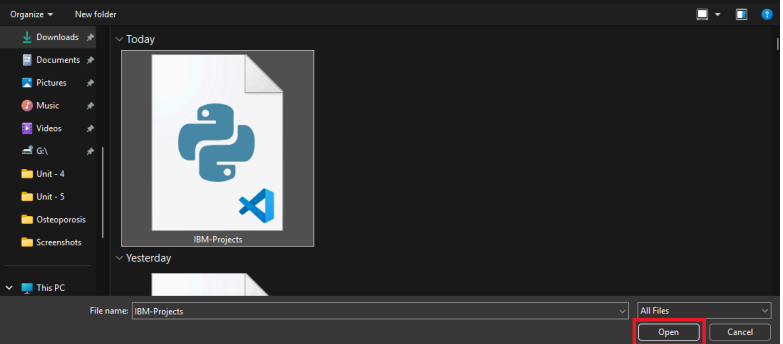 Organize New folder
Downloads
Documents
Pictures
Music
Videos
G:\
Unit - 4
Unit - 5
Osteoporosis
Screenshots
This PC
Today
IBM-Projects
Yesterday
File name: IBM-Projects All Files
Open Cancel